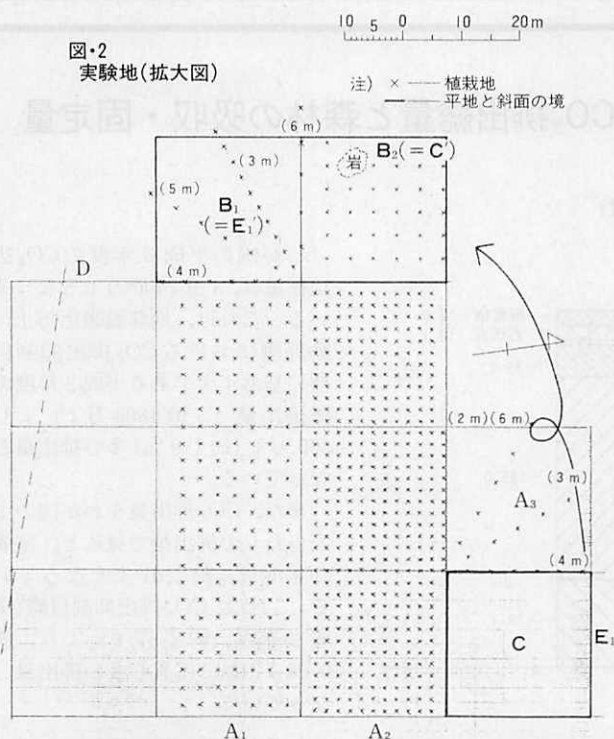 10 5 0 10 20m
図・2
実験地(拡大図)
注) × 植栽地
平地と斜面の境
(6 m)
B₂(=C′)
岩
(3 m)
(5 m)
B₁
(=E₁′)
(4 m)
D
(2 m)(6 m)
(3 m)
A₃
(4 m)
C
E₁
A₁
A₂